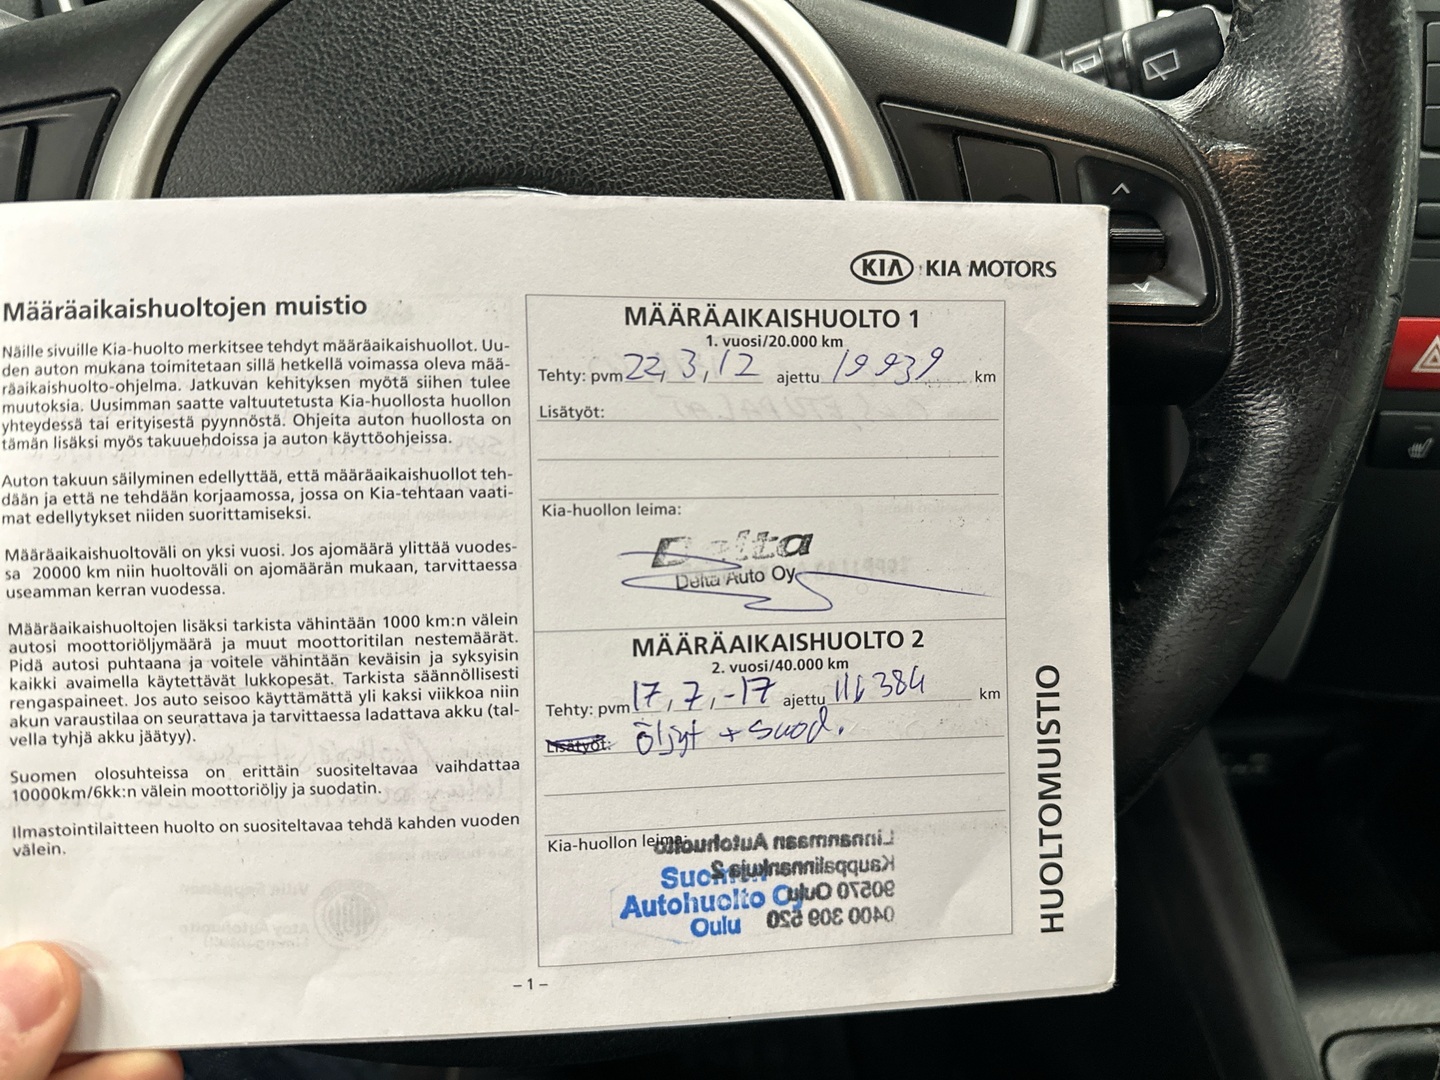 KIA KIA MOTORS
Määräaikaishuoltojen muistio
Näille sivuille Kia-huolto merkitsee tehdyt määräaikaishuollot. Uu-
den auton mukana toimitetaan sillä hetkellä voimassa oleva mää-
räaikaishuolto-ohjelma. Jatkuvan kehityksen myötä siihen tulee
muutoksia. Uusimman saatte valtuutetusta Kia-huollosta huollon
yhteydessä tai erityisestä pyynnöstä. Ohjeita auton huollosta on
tämän lisäksi myös takuuehdoissa ja auton käyttöohjeissa.
Auton takuun säilyminen edellyttää, että määräaikaishuollot teh-
dään ja että ne tehdään korjaamossa, jossa on Kia-tehtaan vaati-
mat edellytykset niiden suorittamiseksi.
Määräaikaishuoltoväli on yksi vuosi. Jos ajomäärä ylittää vuodes-
sa 20000 km niin huoltoväli on ajomäärän mukaan, tarvittaessa
useamman kerran vuodessa.
Määräaikaishuoltojen lisäksi tarkista vähintään 1000 km:n välein
autosi moottoriöljymäärä ja muut moottoritilan nestemäärät.
Pidä autosi puhtaana ja voitele vähintään keväisin ja syksyisin
kaikki avaimella käytettävät lukkopesät. Tarkista säännöllisesti
rengaspaineet. Jos auto seisoo käyttämättä yli kaksi viikkoa niin
akun varaustilaa on seurattava ja tarvittaessa ladattava akku (tal-
vella tyhjä akku jäätyy).
Suomen olosuhteissa on erittäin suositeltavaa vaihdattaa
10000km/6kk:n välein moottoriöljy ja suodatin.
Ilmastointilaitteen huolto on suositeltavaa tehdä kahden vuoden
välein.
MÄÄRÄAIKAISHUOLTO 1
1. vuosi/20.000 km
Tehty: pvm 22,3,12 ajettu 19939 km
Lisätyöt:
Kia-huollon leima:
Delta
Delta Auto Oy
MÄÄRÄAIKAISHUOLTO 2
2. vuosi/40.000 km
Tehty: pvm 17,7,-17 ajettu 116384 km
Lisätyöt: öljyt + suod.
Kia-huollon leima:
Linnanmaan Autohuolto
Kauppalinnankuja 2
90570 Oulu
0400 309 520
Suomen
Autohuolto Oy
Oulu
HUOLTOMUISTIO
– 1 –